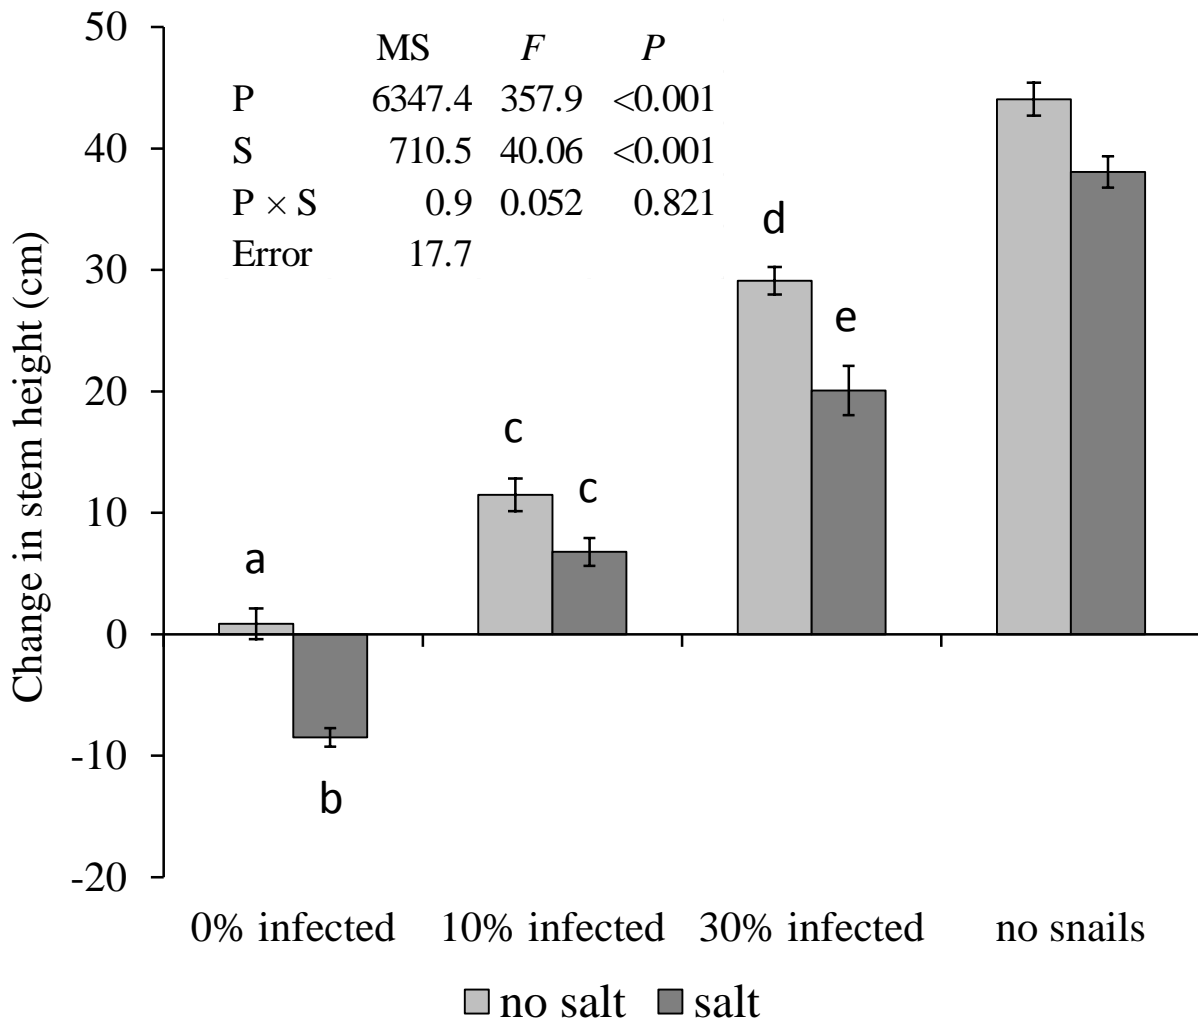 50
40
30
20
10
0
-10
-20
Change in stem height (cm)
MS F P
P 6347.4 357.9 <0.001
S 710.5 40.06 <0.001
P × S 0.9 0.052 0.821
Error 17.7
a
b
c
c
d
e
0% infected 10% infected 30% infected no snails
no salt salt